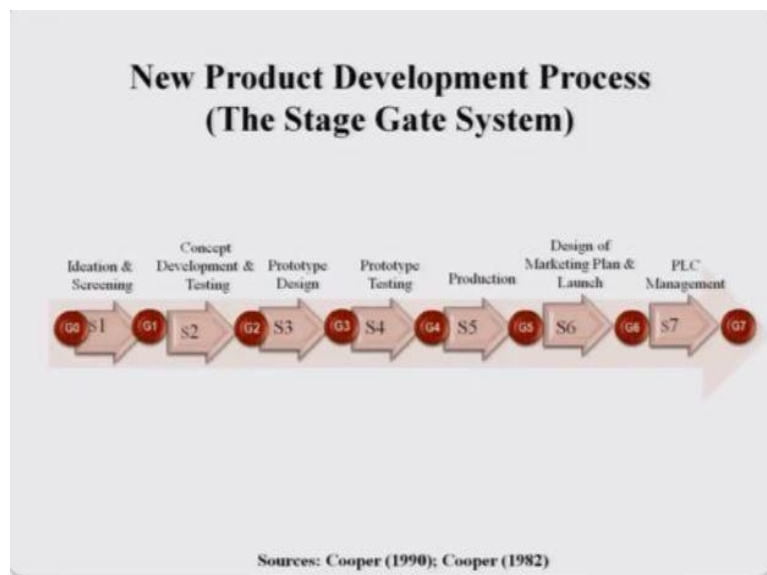 New Product Development Process
(The Stage Gate System)
Ideation &
Screening
Concept
Development &
Testing
Prototype
Design
Prototype
Testing
Production
Design of
Marketing Plan &
Launch
PLC
Management
G0 S1 G1 S2 G2 S3 G3 S4 G4 S5 G5 S6 G6 S7 G7
Sources: Cooper (1990); Cooper (1982)